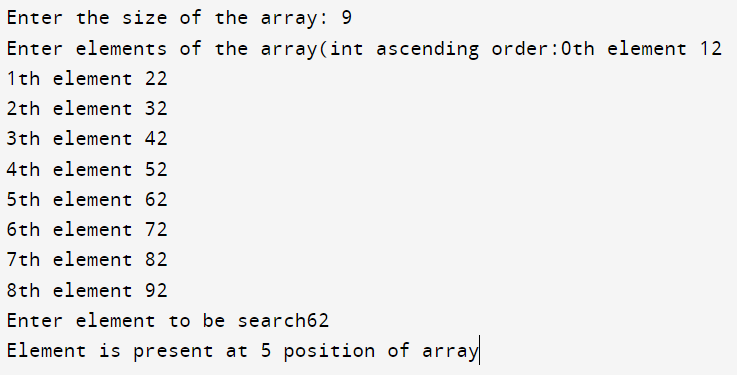 Enter the size of the array: 9
Enter elements of the array(int ascending order:0th element 12
1th element 22
2th element 32
3th element 42
4th element 52
5th element 62
6th element 72
7th element 82
8th element 92
Enter element to be search62
Element is present at 5 position of array